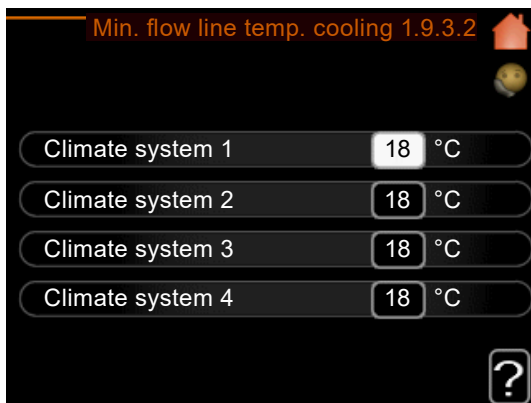 Min. flow line temp. cooling 1.9.3.2
Climate system 1 18 °C
Climate system 2 18 °C
Climate system 3 18 °C
Climate system 4 18 °C
?